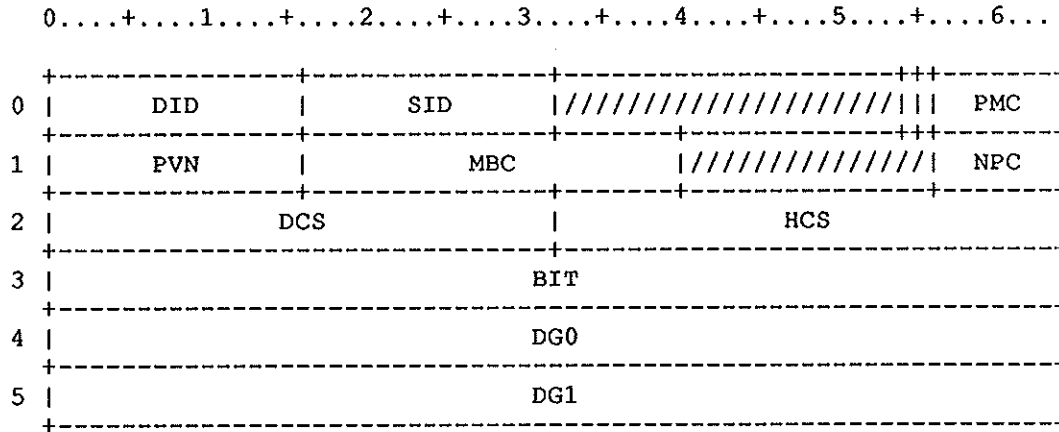 0....+....1....+....2....+....3....+....4....+....5....+....6...
+---------------+---------------+---------------------++--------
0 | DID | SID |/////////////////////||| PMC
+---------------+---------------+-------+-------------+++--------
1 | PVN | MBC |///////////////| NPC
+---------------+---------------+-------+---------------+--------
2 | DCS | HCS
+-------------------------------+--------------------------------
3 | BIT
+----------------------------------------------------------------
4 | DG0
+----------------------------------------------------------------
5 | DG1
+----------------------------------------------------------------